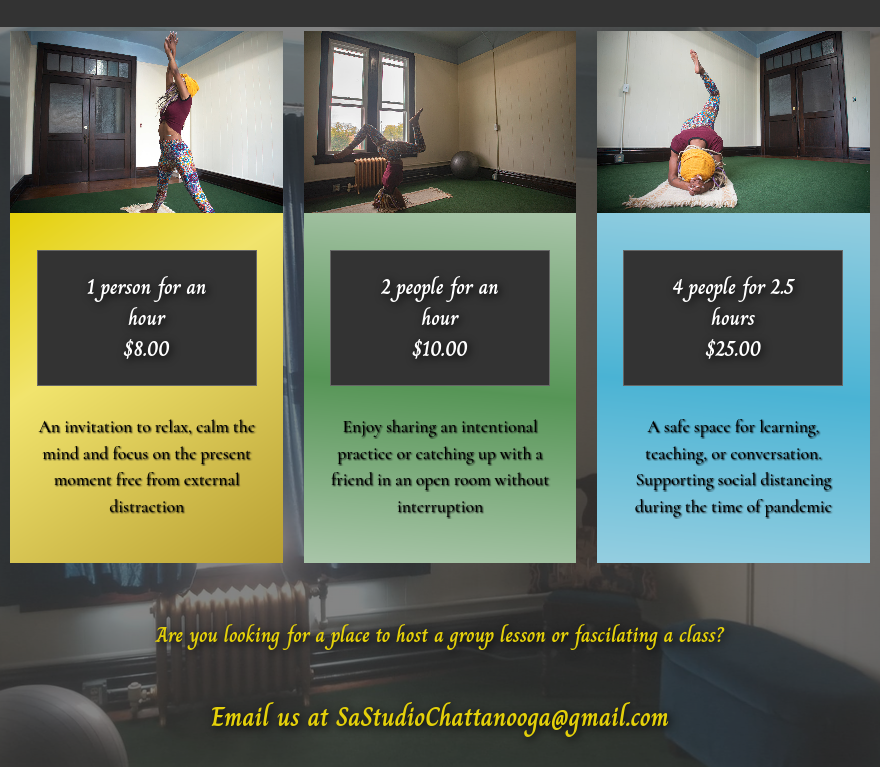 1 person for an
hour
$8.00
An invitation to relax, calm the
mind and focus on the present
moment free from external
distraction
2 people for an
hour
$10.00
Enjoy sharing an intentional
practice or catching up with a
friend in an open room without
interruption
4 people for 2.5
hours
$25.00
A safe space for learning,
teaching, or conversation.
Supporting social distancing
during the time of pandemic
Are you looking for a place to host a group lesson or fascilating a class?
Email us at SaStudioChattanooga@gmail.com